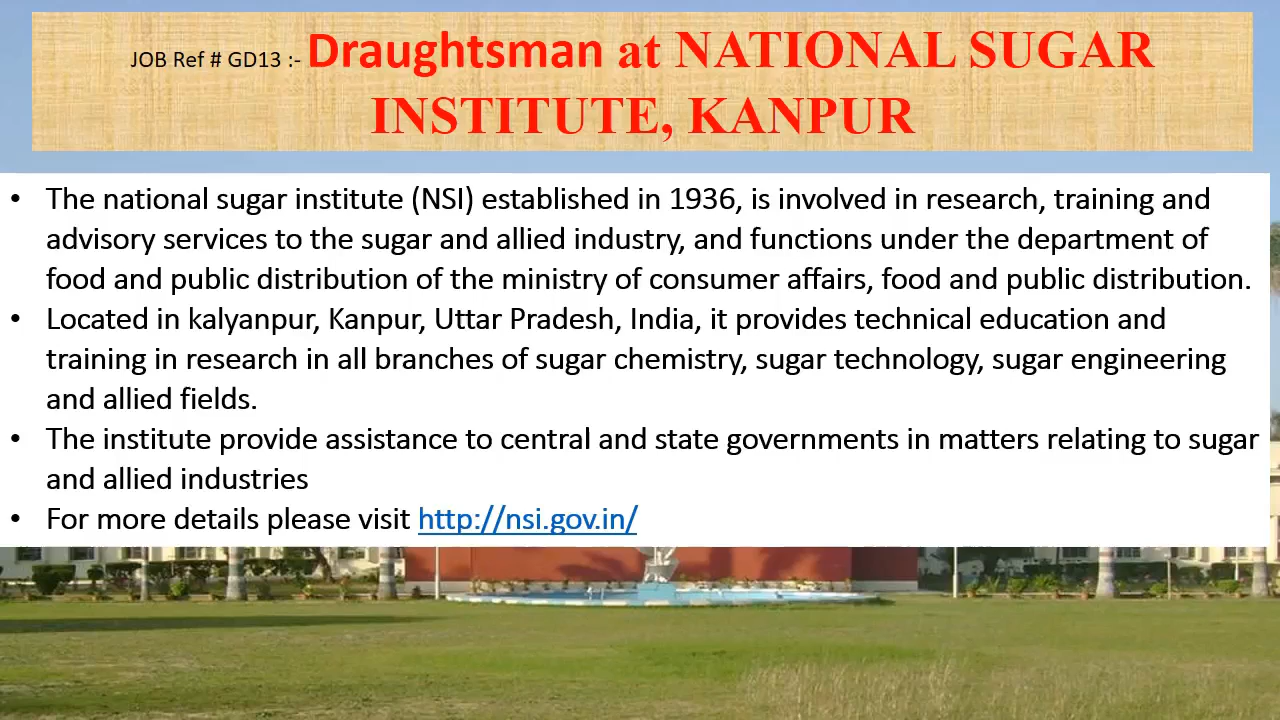 JOB Ref # GD13 :- Draughtsman at NATIONAL SUGAR
INSTITUTE, KANPUR
• The national sugar institute (NSI) established in 1936, is involved in research, training and
advisory services to the sugar and allied industry, and functions under the department of
food and public distribution of the ministry of consumer affairs, food and public distribution.
• Located in kalyanpur, Kanpur, Uttar Pradesh, India, it provides technical education and
training in research in all branches of sugar chemistry, sugar technology, sugar engineering
and allied fields.
• The institute provide assistance to central and state governments in matters relating to sugar
and allied industries
• For more details please visit http://nsi.gov.in/